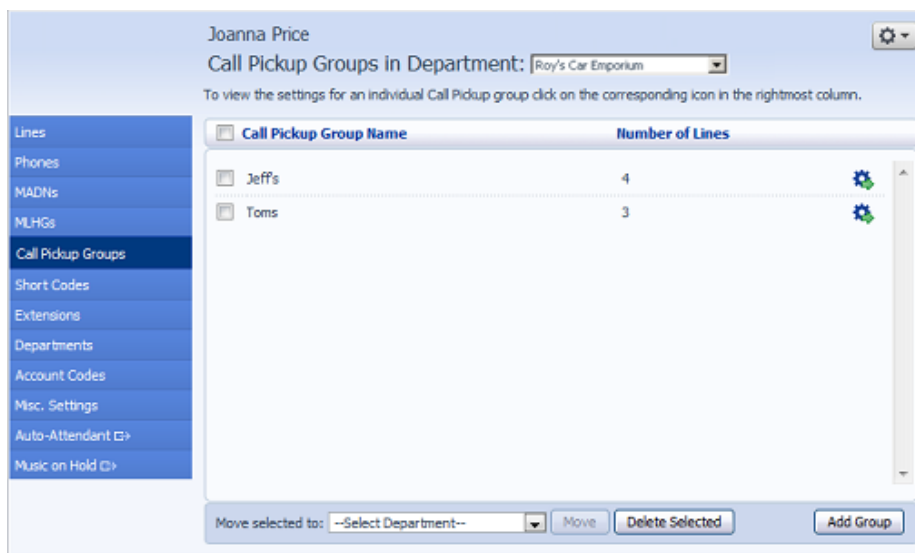 Joanna Price
Call Pickup Groups in Department: Roy's Car Emporium
To view the settings for an individual Call Pickup group click on the corresponding icon in the rightmost column.
Lines
Phones
MADNs
MLHGs
Call Pickup Groups
Short Codes
Extensions
Departments
Account Codes
Misc. Settings
Auto-Attendant
Music on Hold
Call Pickup Group Name Number of Lines
Jeff's 4
Toms 3
Move selected to: --Select Department-- Move Delete Selected Add Group